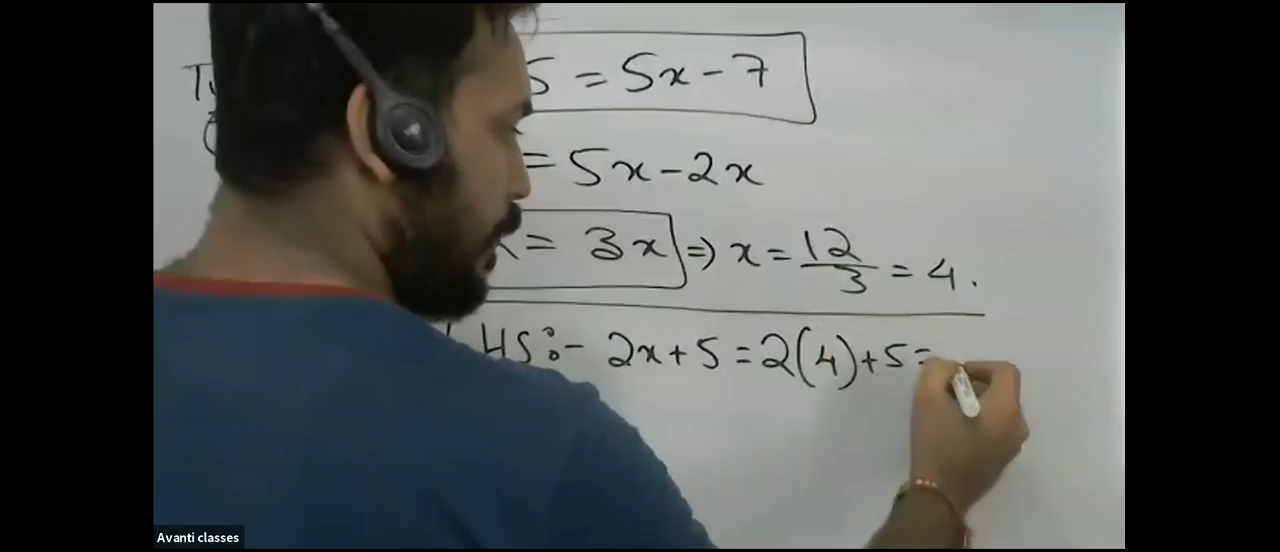 5 = 5x - 7
= 5x - 2x
= 3x ⇒ x = 12/3 = 4.
LHS :- 2x + 5 = 2(4) + 5 =
Avanti classes